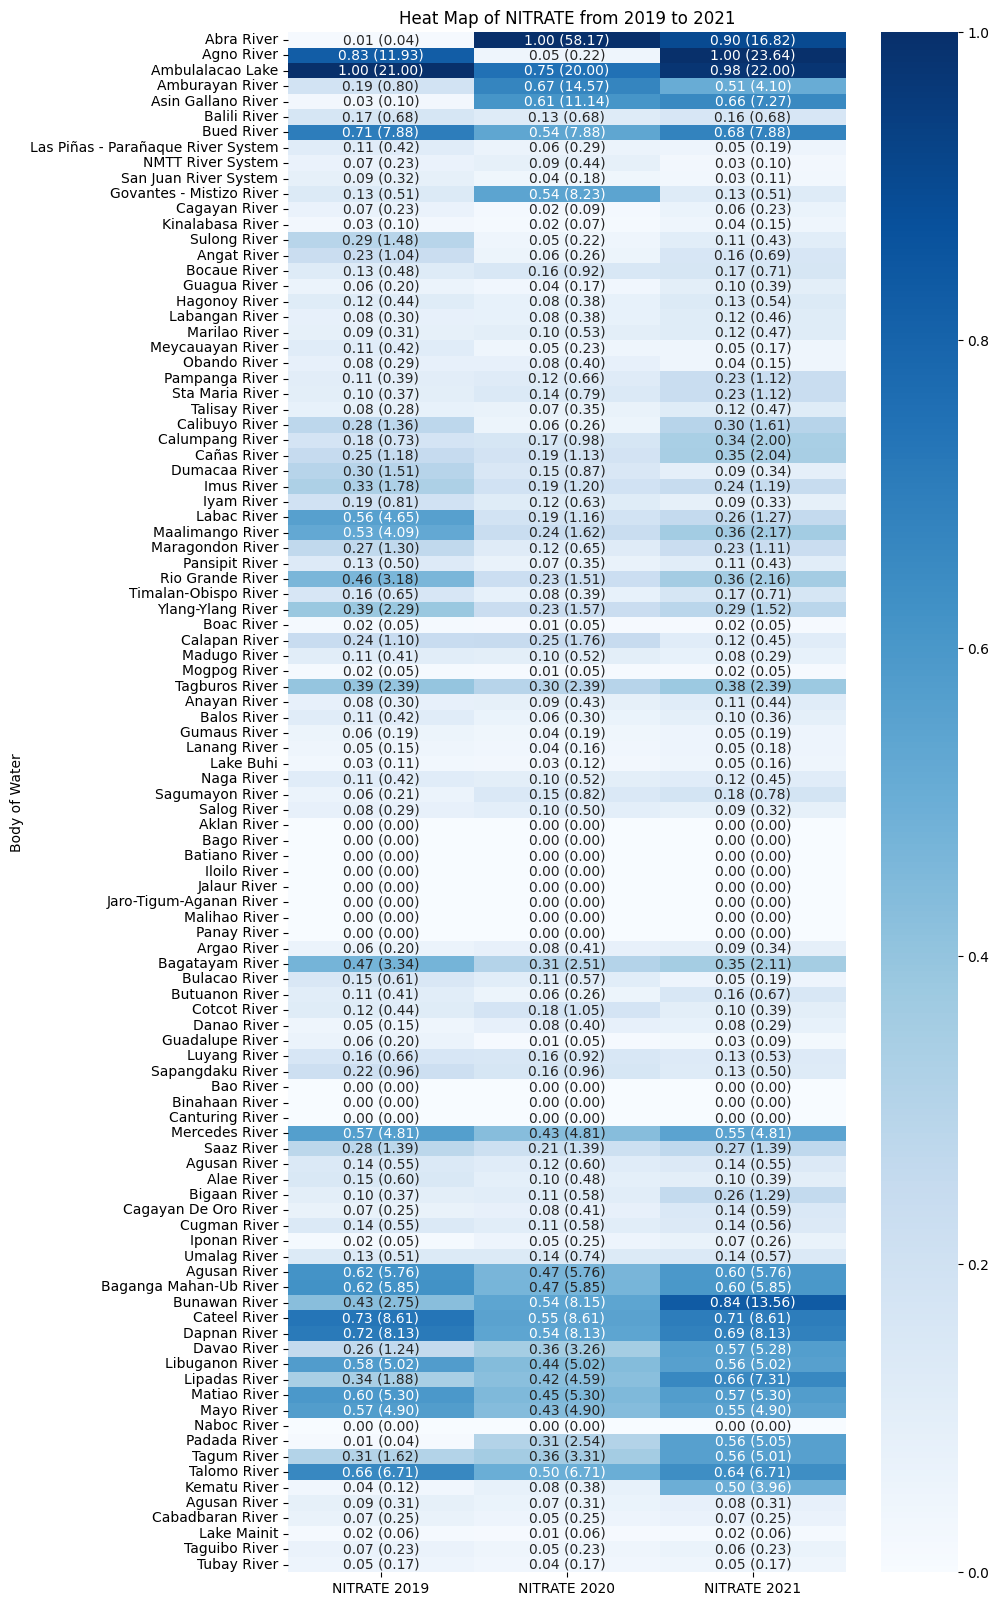 Heat Map of NITRATE from 2019 to 2021
Abra River 0.01 (0.04) 1.00 (58.17) 0.90 (16.82)
Agno River 0.83 (11.93) 0.05 (0.22) 1.00 (23.64)
Ambulalacao Lake 1.00 (21.00) 0.75 (20.00) 0.98 (22.00)
Amburayan River 0.19 (0.80) 0.67 (14.57) 0.51 (4.10)
Asin Gallano River 0.03 (0.10) 0.61 (11.14) 0.66 (7.27)
Balili River 0.17 (0.68) 0.13 (0.68) 0.16 (0.68)
Bued River 0.71 (7.88) 0.54 (7.88) 0.68 (7.88)
Las Piñas - Parañaque River System 0.11 (0.42) 0.06 (0.29) 0.05 (0.19)
NMTT River System 0.07 (0.23) 0.09 (0.44) 0.03 (0.10)
San Juan River System 0.09 (0.32) 0.04 (0.18) 0.03 (0.11)
Govantes - Mistizo River 0.13 (0.51) 0.54 (8.23) 0.13 (0.51)
Cagayan River 0.07 (0.23) 0.02 (0.09) 0.06 (0.23)
Kinalabasa River 0.03 (0.10) 0.02 (0.07) 0.04 (0.15)
Sulong River 0.29 (1.48) 0.05 (0.22) 0.11 (0.43)
Angat River 0.23 (1.04) 0.06 (0.26) 0.16 (0.69)
Bocaue River 0.13 (0.48) 0.16 (0.92) 0.17 (0.71)
Guagua River 0.06 (0.20) 0.04 (0.17) 0.10 (0.39)
Hagonoy River 0.12 (0.44) 0.08 (0.38) 0.13 (0.54)
Labangan River 0.08 (0.30) 0.08 (0.38) 0.12 (0.46)
Marilao River 0.09 (0.31) 0.10 (0.53) 0.12 (0.47)
Meycauayan River 0.11 (0.42) 0.05 (0.23) 0.05 (0.17)
Obando River 0.08 (0.29) 0.08 (0.40) 0.04 (0.15)
Pampanga River 0.11 (0.39) 0.12 (0.66) 0.23 (1.12)
Sta Maria River 0.10 (0.37) 0.14 (0.79) 0.23 (1.12)
Talisay River 0.08 (0.28) 0.07 (0.35) 0.12 (0.47)
Calibuyo River 0.28 (1.36) 0.06 (0.26) 0.30 (1.61)
Calumpang River 0.18 (0.73) 0.17 (0.98) 0.34 (2.00)
Cañas River 0.25 (1.18) 0.19 (1.13) 0.35 (2.04)
Dumacaa River 0.30 (1.51) 0.15 (0.87) 0.09 (0.34)
Imus River 0.33 (1.78) 0.19 (1.20) 0.24 (1.19)
Iyam River 0.19 (0.81) 0.12 (0.63) 0.09 (0.33)
Labac River 0.56 (4.65) 0.19 (1.16) 0.26 (1.27)
Maalimango River 0.53 (4.09) 0.24 (1.62) 0.36 (2.17)
Maragondon River 0.27 (1.30) 0.12 (0.65) 0.23 (1.11)
Pansipit River 0.13 (0.50) 0.07 (0.35) 0.11 (0.43)
Rio Grande River 0.46 (3.18) 0.23 (1.51) 0.36 (2.16)
Timalan-Obispo River 0.16 (0.65) 0.08 (0.39) 0.17 (0.71)
Ylang-Ylang River 0.39 (2.29) 0.23 (1.57) 0.29 (1.52)
Boac River 0.02 (0.05) 0.01 (0.05) 0.02 (0.05)
Calapan River 0.24 (1.10) 0.25 (1.76) 0.12 (0.45)
Madugo River 0.11 (0.41) 0.10 (0.52) 0.08 (0.29)
Mogpog River 0.02 (0.05) 0.01 (0.05) 0.02 (0.05)
Tagburos River 0.39 (2.39) 0.30 (2.39) 0.38 (2.39)
Anayan River 0.08 (0.30) 0.09 (0.43) 0.11 (0.44)
Balos River 0.11 (0.42) 0.06 (0.30) 0.10 (0.36)
Gumaus River 0.06 (0.19) 0.04 (0.19) 0.05 (0.19)
Lanang River 0.05 (0.15) 0.04 (0.16) 0.05 (0.18)
Lake Buhi 0.03 (0.11) 0.03 (0.12) 0.05 (0.16)
Naga River 0.11 (0.42) 0.10 (0.52) 0.12 (0.45)
Sagumayon River 0.06 (0.21) 0.15 (0.82) 0.18 (0.78)
Salog River 0.08 (0.29) 0.10 (0.50) 0.09 (0.32)
Aklan River 0.00 (0.00) 0.00 (0.00) 0.00 (0.00)
Bago River 0.00 (0.00) 0.00 (0.00) 0.00 (0.00)
Batiano River 0.00 (0.00) 0.00 (0.00) 0.00 (0.00)
Iloilo River 0.00 (0.00) 0.00 (0.00) 0.00 (0.00)
Jalaur River 0.00 (0.00) 0.00 (0.00) 0.00 (0.00)
Jaro-Tigum-Aganan River 0.00 (0.00) 0.00 (0.00) 0.00 (0.00)
Malihao River 0.00 (0.00) 0.00 (0.00) 0.00 (0.00)
Panay River 0.00 (0.00) 0.00 (0.00) 0.00 (0.00)
Argao River 0.06 (0.20) 0.08 (0.41) 0.09 (0.34)
Bagatayam River 0.47 (3.34) 0.31 (2.51) 0.35 (2.11)
Bulacao River 0.15 (0.61) 0.11 (0.57) 0.05 (0.19)
Butuanon River 0.11 (0.41) 0.06 (0.26) 0.16 (0.67)
Cotcot River 0.12 (0.44) 0.18 (1.05) 0.10 (0.39)
Danao River 0.05 (0.15) 0.08 (0.40) 0.08 (0.29)
Guadalupe River 0.06 (0.20) 0.01 (0.05) 0.03 (0.09)
Luyang River 0.16 (0.66) 0.16 (0.92) 0.13 (0.53)
Sapangdaku River 0.22 (0.96) 0.16 (0.96) 0.13 (0.50)
Bao River 0.00 (0.00) 0.00 (0.00) 0.00 (0.00)
Binahaan River 0.00 (0.00) 0.00 (0.00) 0.00 (0.00)
Canturing River 0.00 (0.00) 0.00 (0.00) 0.00 (0.00)
Mercedes River 0.57 (4.81) 0.43 (4.81) 0.55 (4.81)
Saaz River 0.28 (1.39) 0.21 (1.39) 0.27 (1.39)
Agusan River 0.14 (0.55) 0.12 (0.60) 0.14 (0.55)
Alae River 0.15 (0.60) 0.10 (0.48) 0.10 (0.39)
Bigaan River 0.10 (0.37) 0.11 (0.58) 0.26 (1.29)
Cagayan De Oro River 0.07 (0.25) 0.08 (0.41) 0.14 (0.59)
Cugman River 0.14 (0.55) 0.11 (0.58) 0.14 (0.56)
Iponan River 0.02 (0.05) 0.05 (0.25) 0.07 (0.26)
Umalag River 0.13 (0.51) 0.14 (0.74) 0.14 (0.57)
Agusan River 0.62 (5.76) 0.47 (5.76) 0.60 (5.76)
Baganga Mahan-Ub River 0.62 (5.85) 0.47 (5.85) 0.60 (5.85)
Bunawan River 0.43 (2.75) 0.54 (8.15) 0.84 (13.56)
Cateel River 0.73 (8.61) 0.55 (8.61) 0.71 (8.61)
Dapnan River 0.72 (8.13) 0.54 (8.13) 0.69 (8.13)
Davao River 0.26 (1.24) 0.36 (3.26) 0.57 (5.28)
Libuganon River 0.58 (5.02) 0.44 (5.02) 0.56 (5.02)
Lipadas River 0.34 (1.88) 0.42 (4.59) 0.66 (7.31)
Matiao River 0.60 (5.30) 0.45 (5.30) 0.57 (5.30)
Mayo River 0.57 (4.90) 0.43 (4.90) 0.55 (4.90)
Naboc River 0.00 (0.00) 0.00 (0.00) 0.00 (0.00)
Padada River 0.01 (0.04) 0.31 (2.54) 0.56 (5.05)
Tagum River 0.31 (1.62) 0.36 (3.31) 0.56 (5.01)
Talomo River 0.66 (6.71) 0.50 (6.71) 0.64 (6.71)
Kematu River 0.04 (0.12) 0.08 (0.38) 0.50 (3.96)
Agusan River 0.09 (0.31) 0.07 (0.31) 0.08 (0.31)
Cabadbaran River 0.07 (0.25) 0.05 (0.25) 0.07 (0.25)
Lake Mainit 0.02 (0.06) 0.01 (0.06) 0.02 (0.06)
Taguibo River 0.07 (0.23) 0.05 (0.23) 0.06 (0.23)
Tubay River 0.05 (0.17) 0.04 (0.17) 0.05 (0.17)
NITRATE 2019 NITRATE 2020 NITRATE 2021
Body of Water
1.0
0.8
0.6
0.4
0.2
0.0